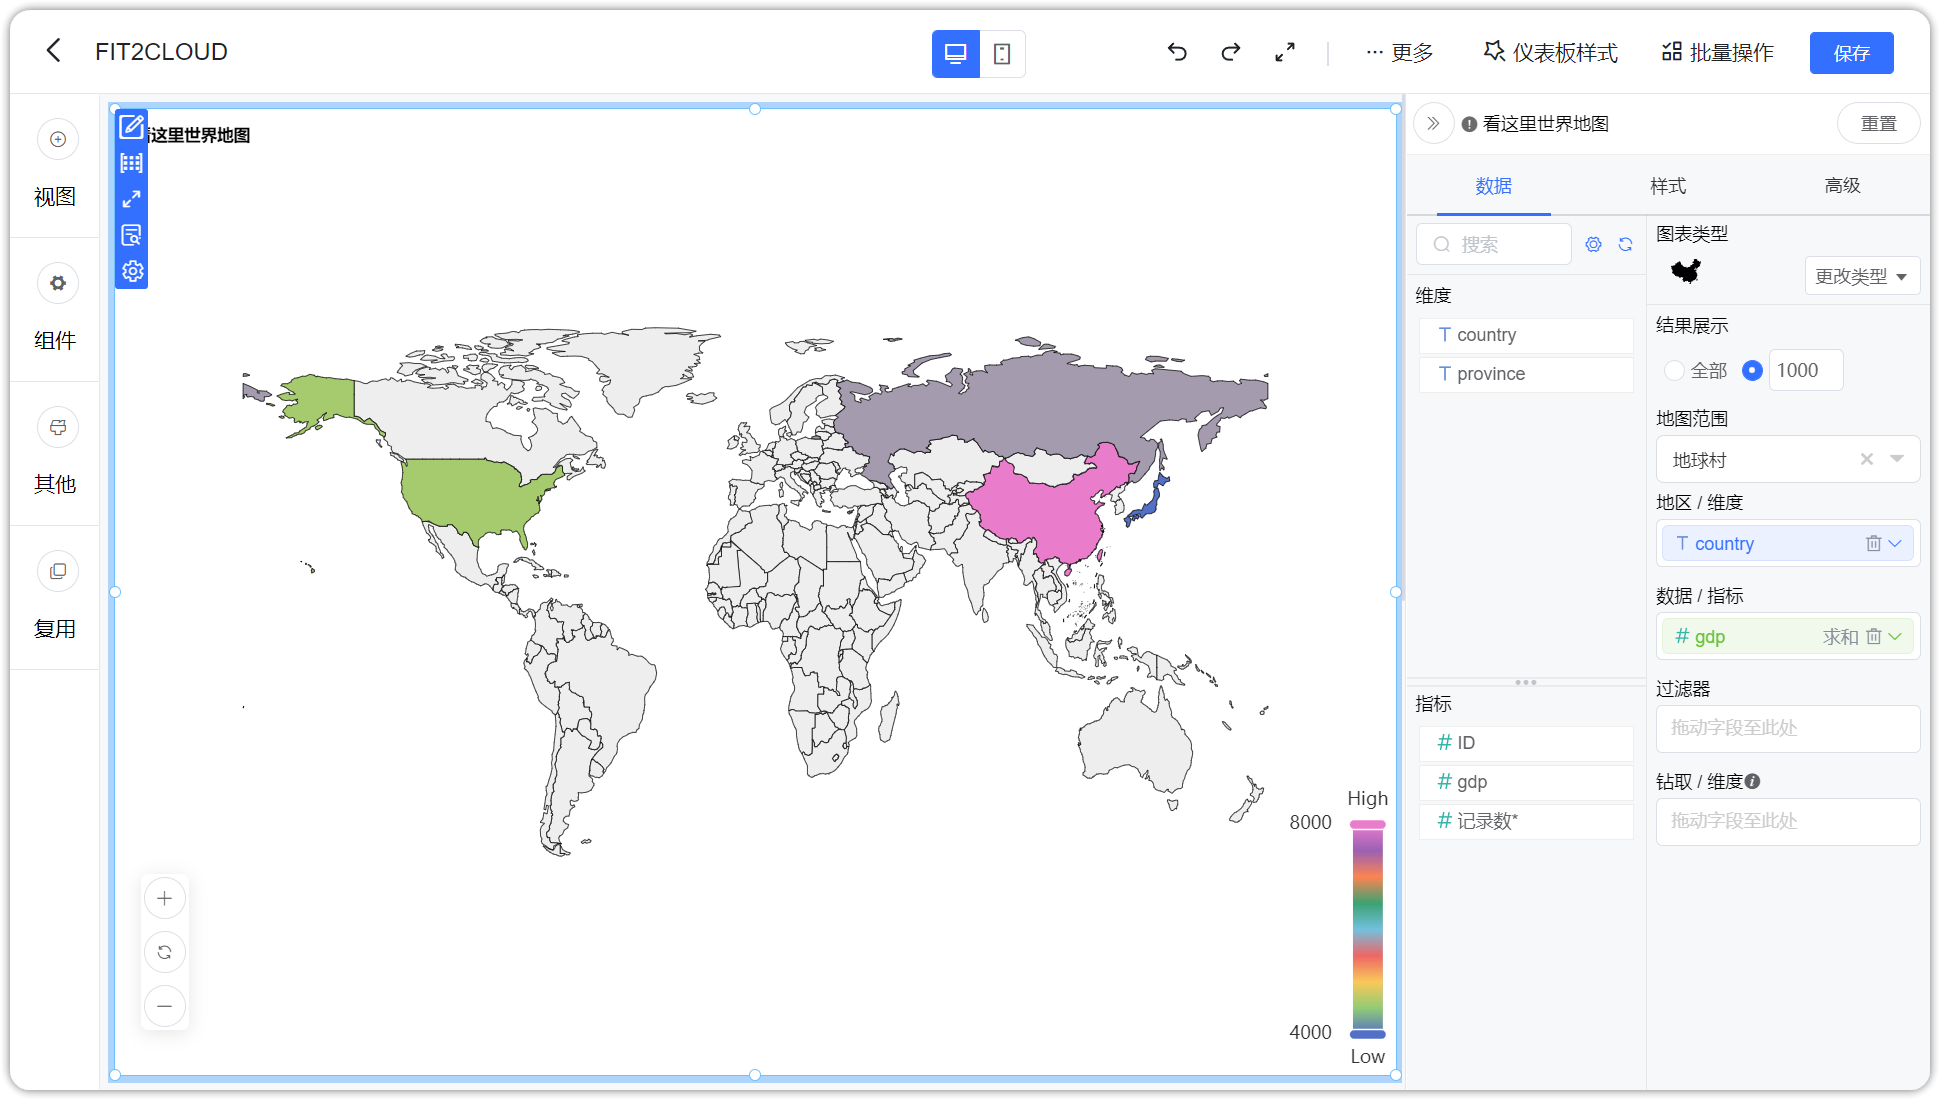 FIT2CLOUD
更多
仪表板样式
批量操作
保存
视图
组件
其他
复用
看这里世界地图
High
8000
4000
Low
看这里世界地图
重置
数据
样式
高级
搜索
维度
country
province
指标
# ID
# gdp
# 记录数*
图表类型
更改类型
结果展示
全部
1000
地图范围
地球村
地区 / 维度
T country
数据 / 指标
# gdp 求和
过滤器
拖动字段至此处
钻取 / 维度
拖动字段至此处